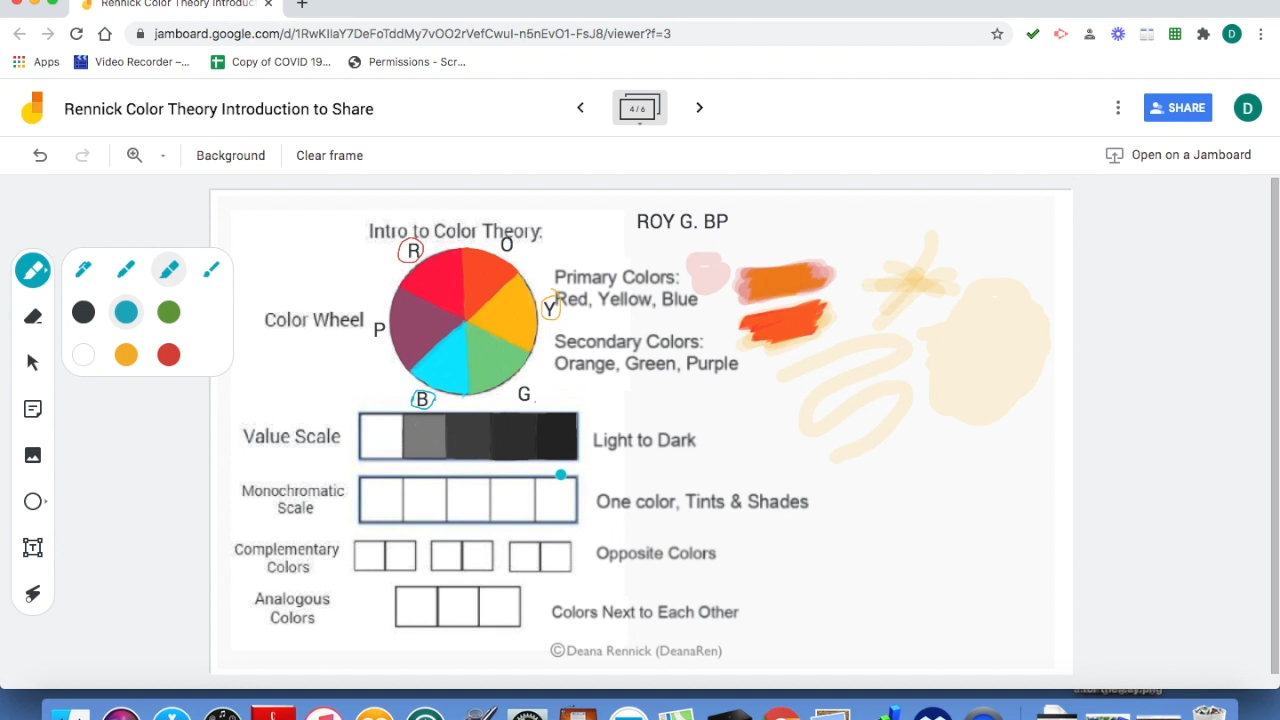 Rennick Color Theory Introduc
jamboard.google.com/d/1RwKIIaY7DeFoTddMy7vOO2rVefCwuI-n5nEvO1-FsJ8/viewer?f=3
D
Apps
Video Recorder –...
Copy of COVID 19...
Permissions - Scr...
Rennick Color Theory Introduction to Share
4 / 6
SHARE
D
Background
Clear frame
Open on a Jamboard
ROY G. BP
Intro to Color Theory:
R
O
Primary Colors:
Red, Yellow, Blue
Y
Color Wheel
P
Secondary Colors:
Orange, Green, Purple
B
G
Value Scale
Light to Dark
Monochromatic
Scale
One color, Tints & Shades
Complementary
Colors
Opposite Colors
Analogous
Colors
Colors Next to Each Other
©Deana Rennick (DeanaRen)